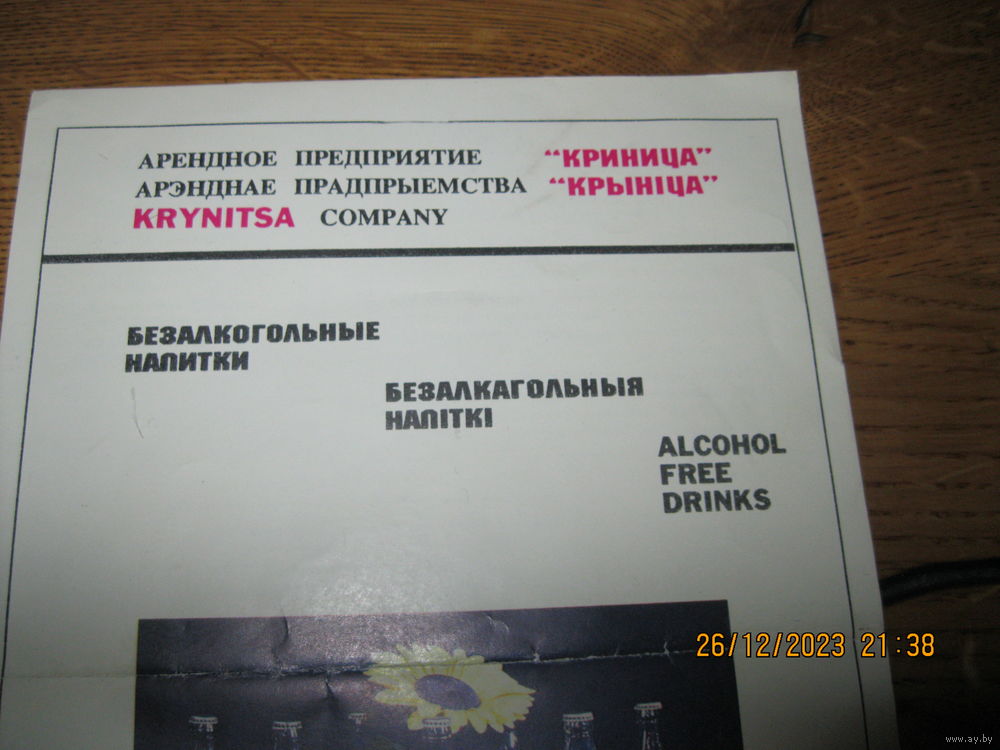 АРЕНДНОЕ ПРЕДПРИЯТИЕ "КРИНИЦА"
АРЭНДНАЕ ПРАДПРЫЕМСТВА "КРЫНІЦА"
KRYNITSA COMPANY
БЕЗАЛКОГОЛЬНЫЕ
НАПИТКИ
БЕЗАЛКАГОЛЬНЫЯ
НАПІТКІ
ALCOHOL
FREE
DRINKS
26/12/2023 21:38
www.ay.by